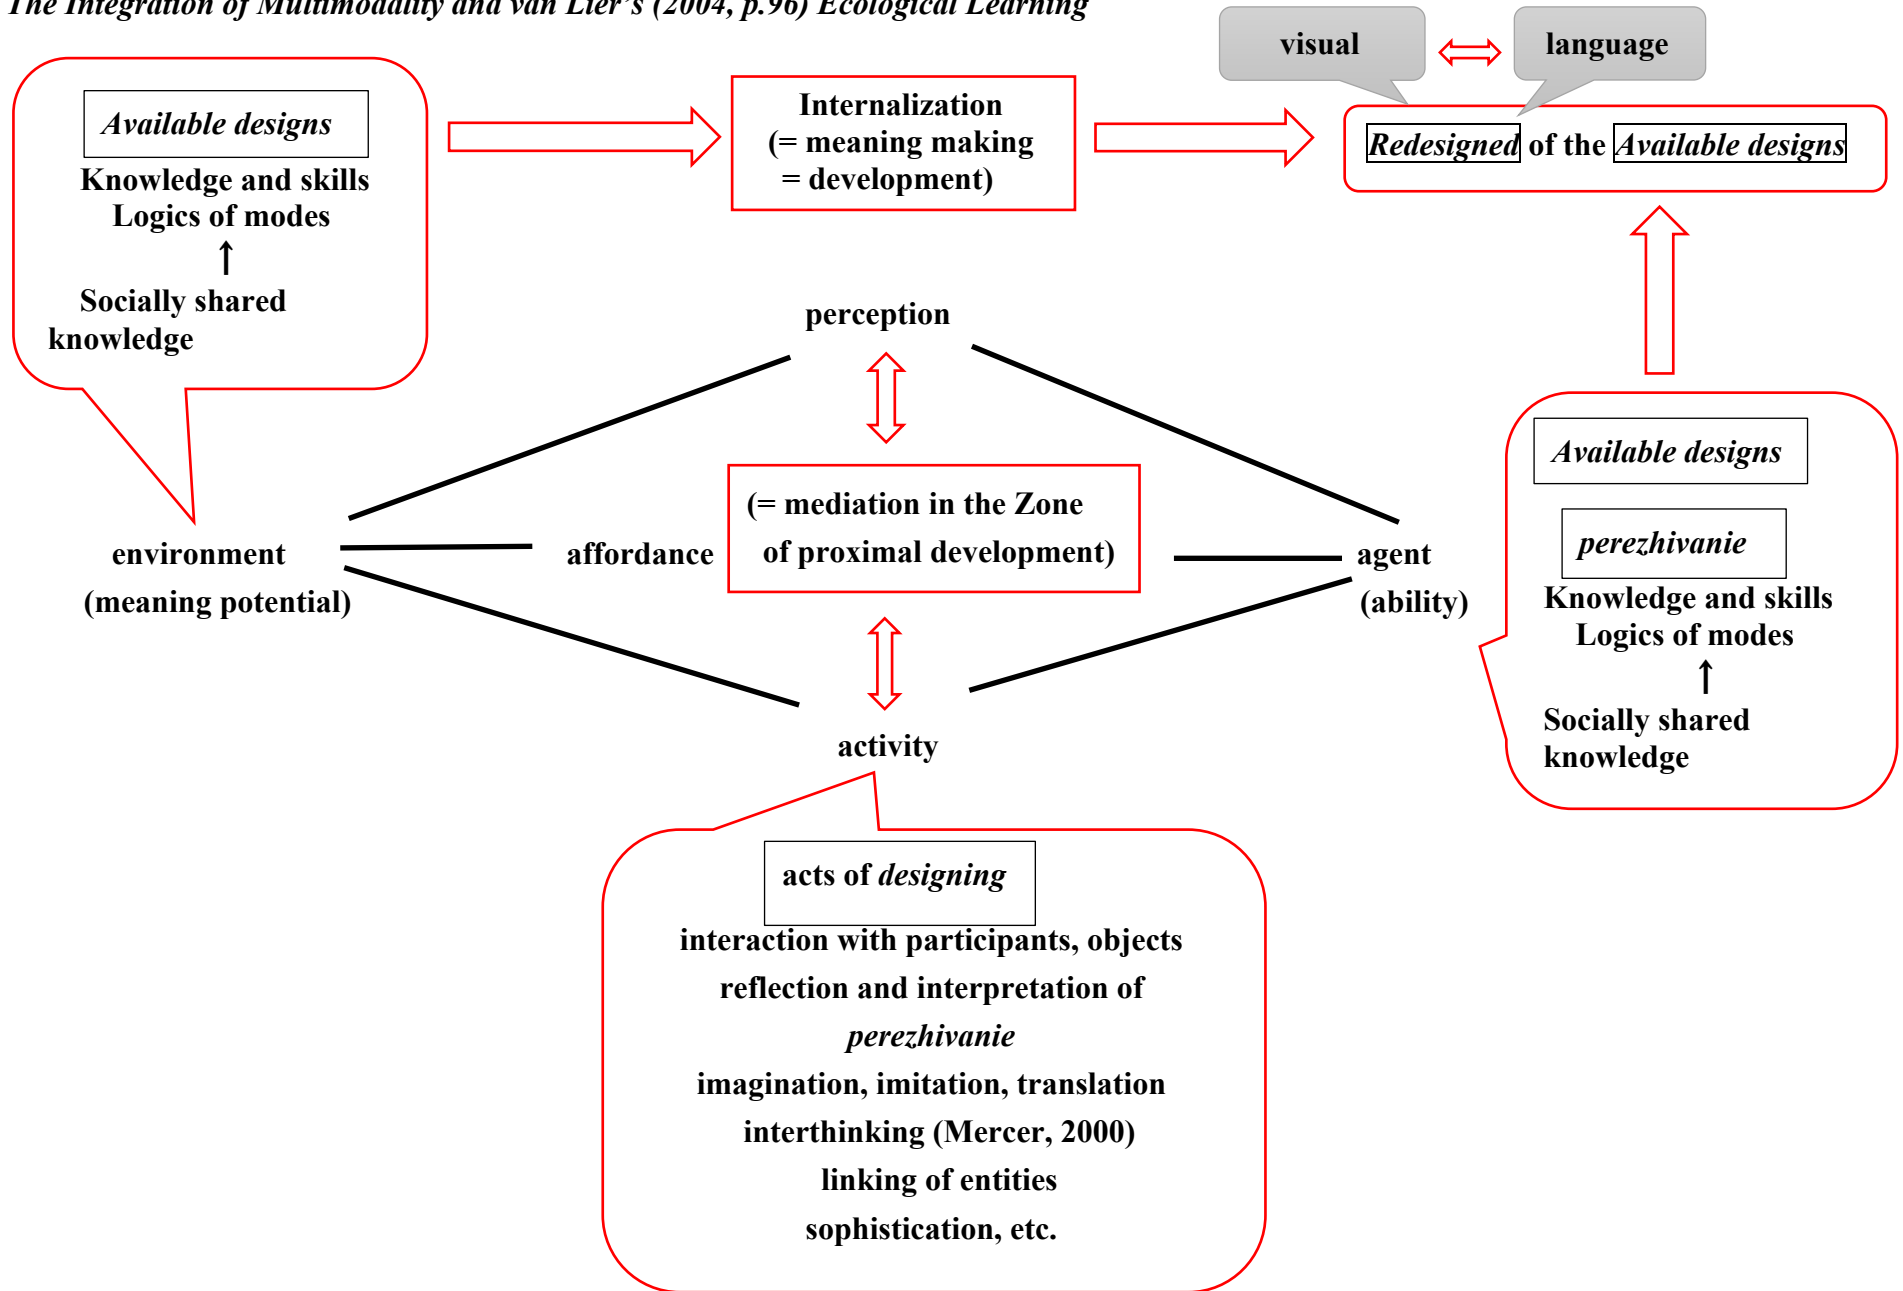 The Integration of Multimodality and van Lier's (2004, p.96) Ecological Learning
visual
language
Available designs
Knowledge and skills
Logics of modes
↑
Socially shared
knowledge
Internalization
(= meaning making
= development)
Redesigned of the Available designs
perception
(= mediation in the Zone
of proximal development)
environment
(meaning potential)
affordance
agent
(ability)
activity
Available designs
perezhivanie
Knowledge and skills
Logics of modes
↑
Socially shared
knowledge
acts of designing
interaction with participants, objects
reflection and interpretation of
perezhivanie
imagination, imitation, translation
interthinking (Mercer, 2000)
linking of entities
sophistication, etc.